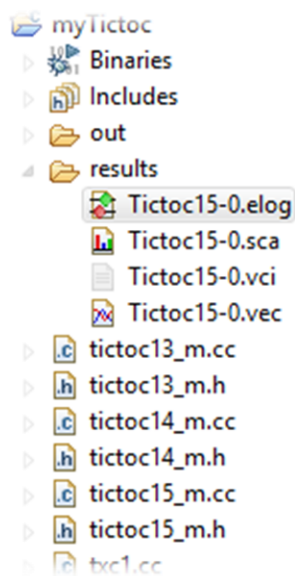 myTictoc
Binaries
Includes
out
results
Tictoc15-0.elog
Tictoc15-0.sca
Tictoc15-0.vci
Tictoc15-0.vec
.c tictoc13_m.cc
.h tictoc13_m.h
.c tictoc14_m.cc
.h tictoc14_m.h
.c tictoc15_m.cc
.h tictoc15_m.h
.c txc1.cc